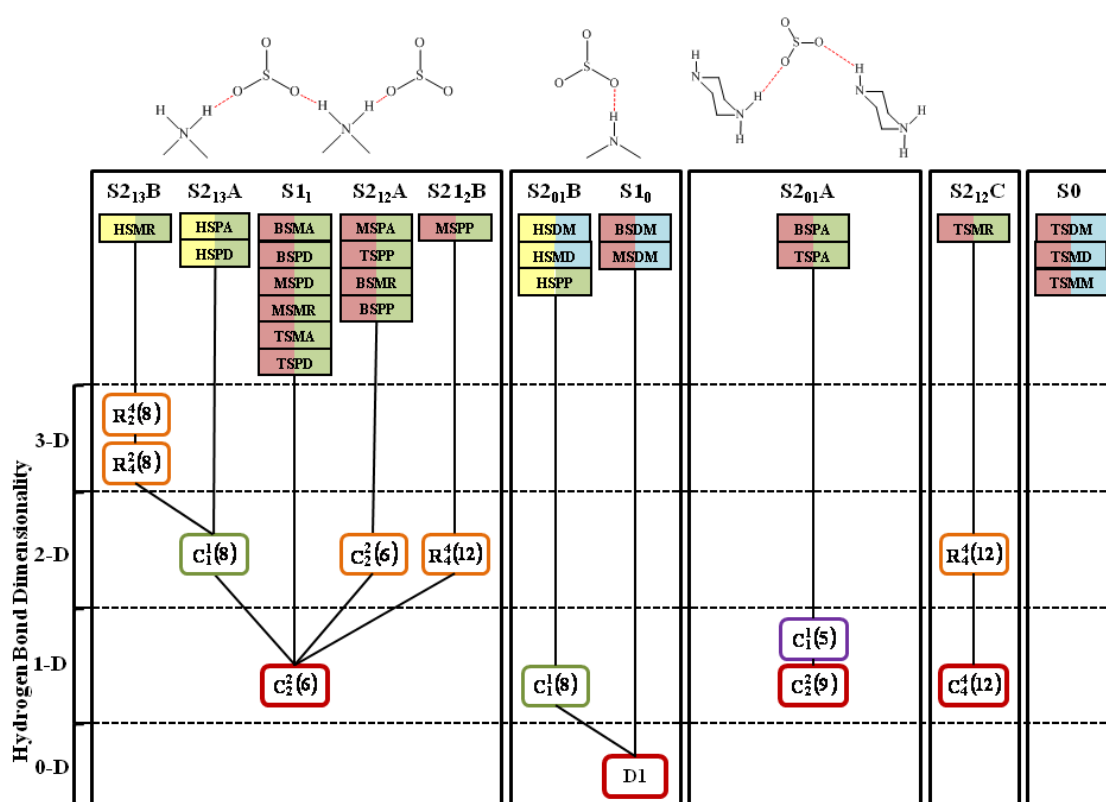 O O O O O
S S S S
O O O O O O O O
H H H H H H H
N N N N N N
H H
S2₁₃B S2₁₃A S1₁ S2₁₂A S21₂B S2₀₁B S1₀ S2₀₁A S2₁₂C S0
HSMR HSPA BSMA MSPA MSPP HSDM BSDM BSPA TSMR TSDM
HSPD BSPD TSPP HSMD MSDM TSPA TSMD
MSPD BSMR HSPP TSMM
MSMR BSPP
TSMA
TSPD
Hydrogen Bond Dimensionality
3-D
R⁴₂(8)
R²₄(8)
2-D
C¹₁(8) C²₂(6) R⁴₄(12) R⁴₄(12)
1-D
C¹₁(5)
C²₂(6) C¹₁(8) C²₂(9) C⁴₄(12)
0-D
D1